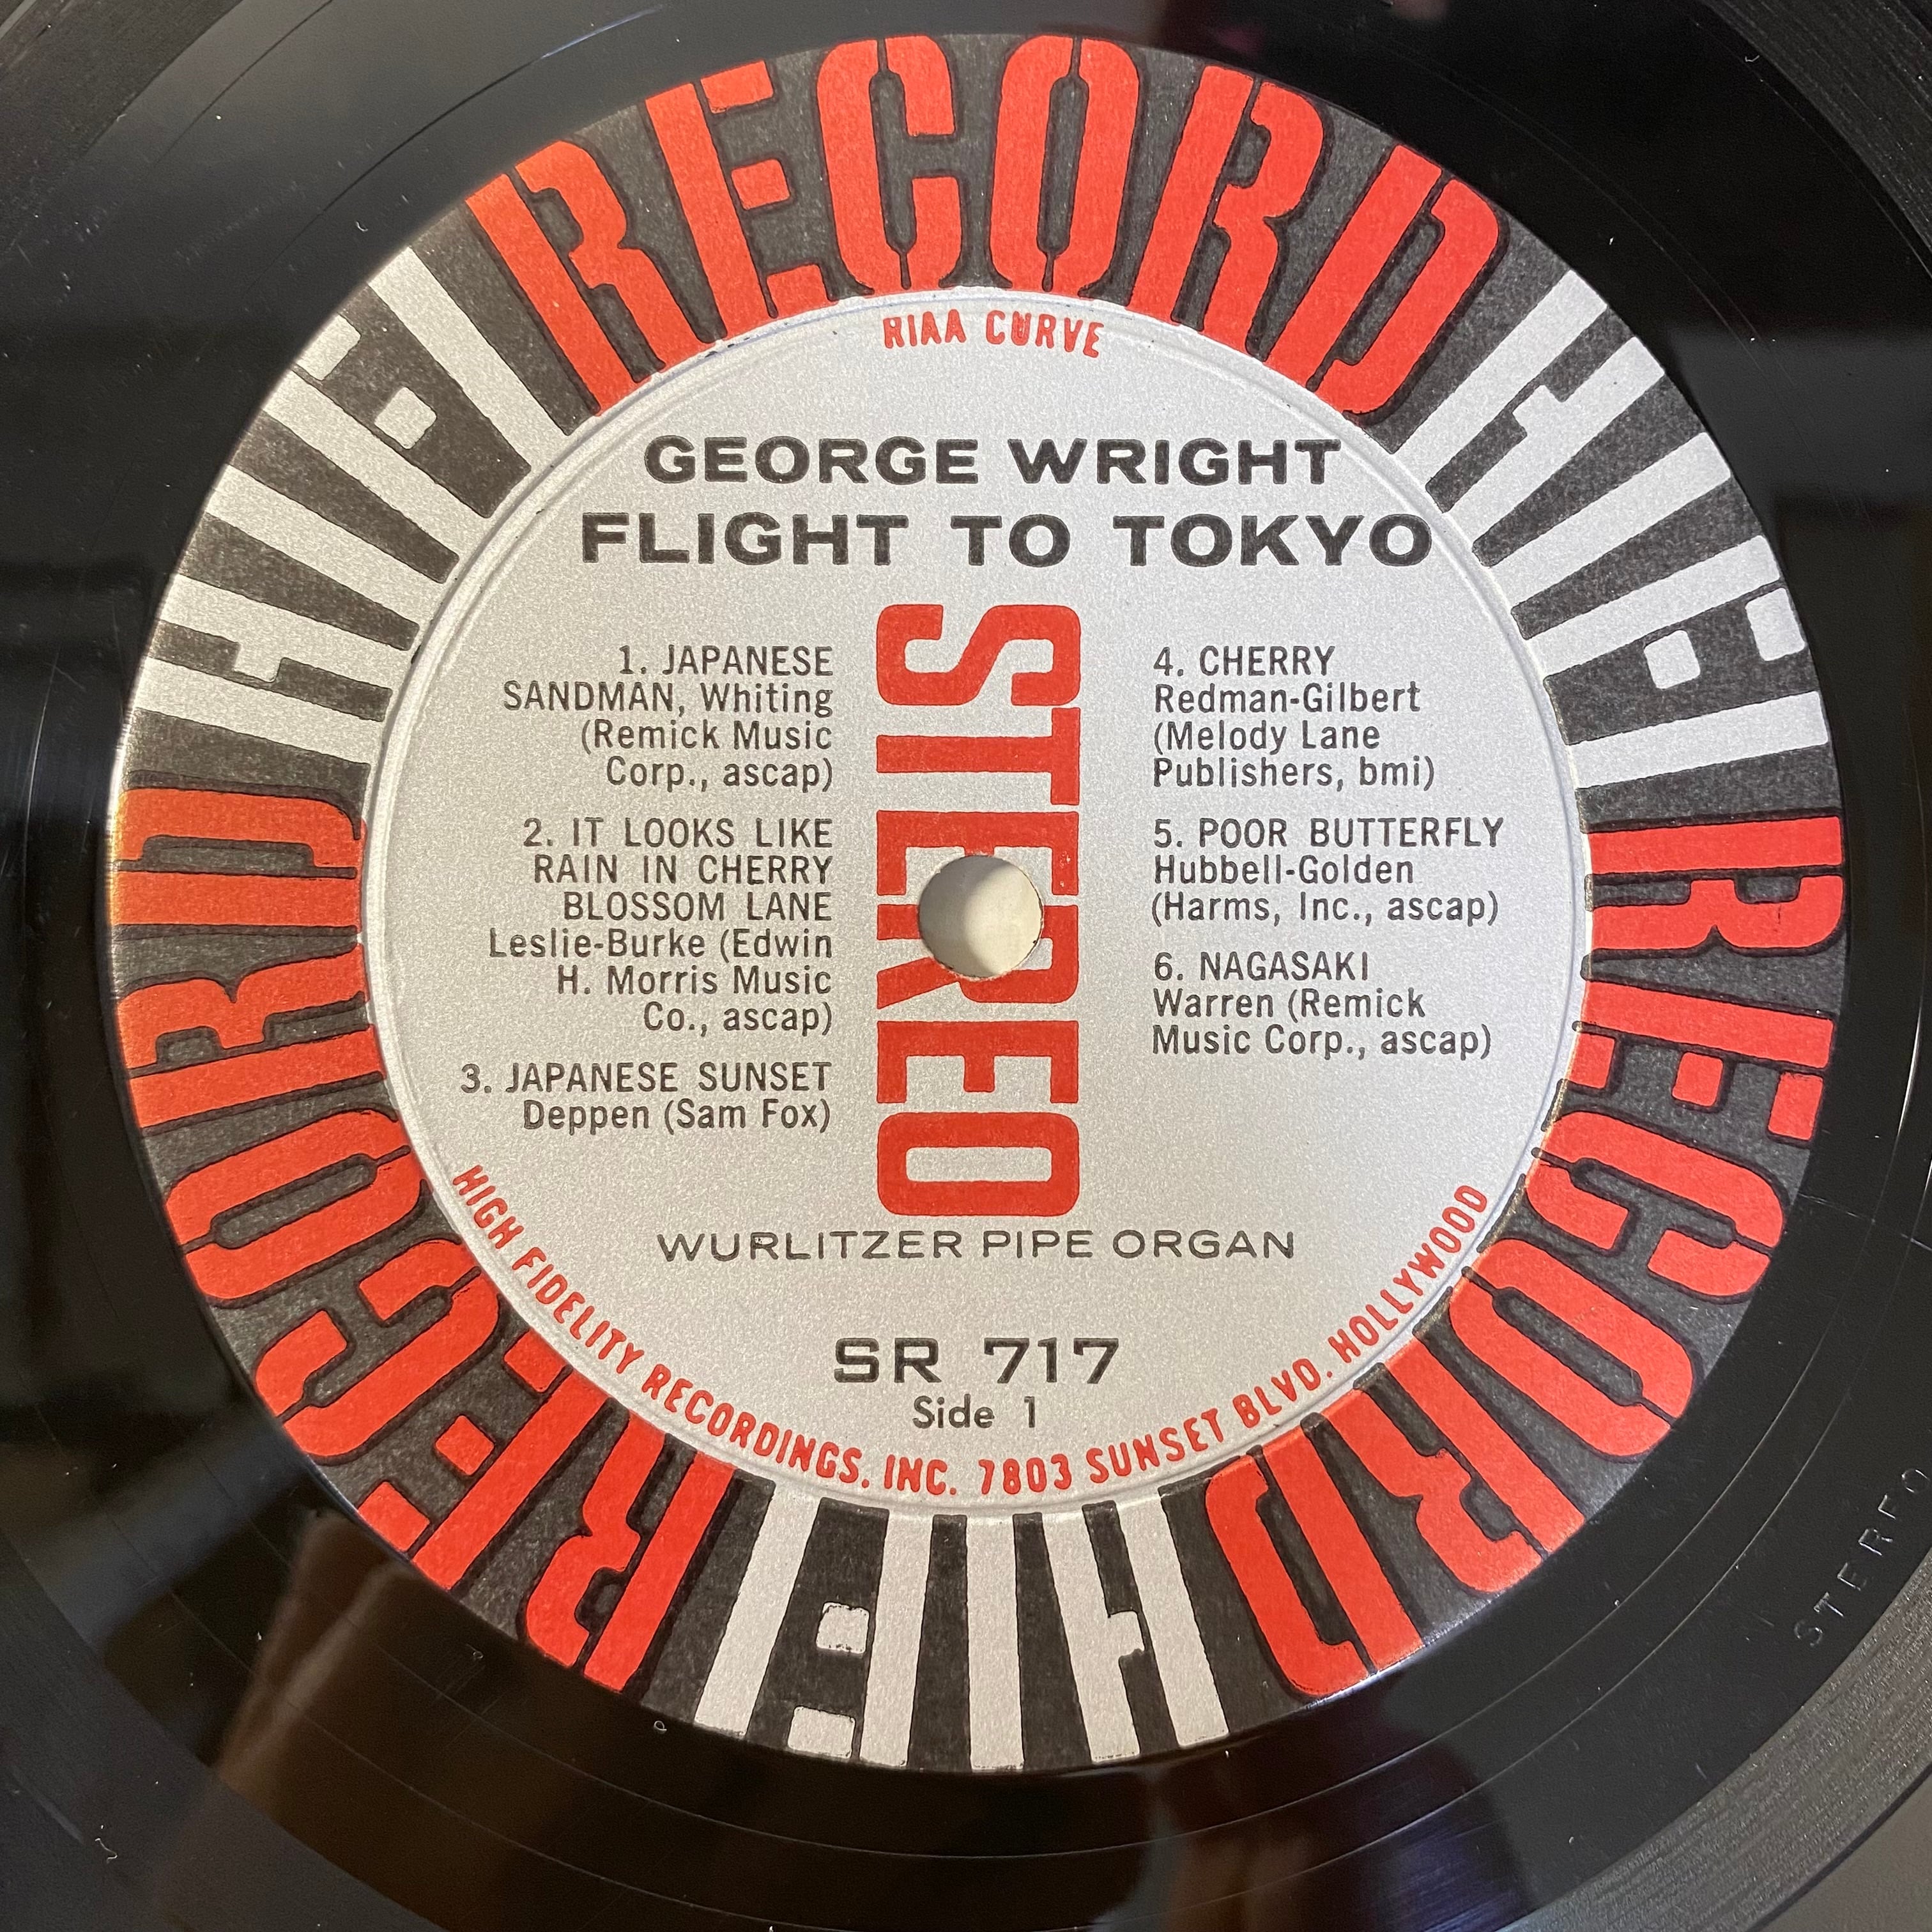 RECORD
HIFI
RECORD
HIFI
RECORD
HIFI
RIAA CURVE
GEORGE WRIGHT
FLIGHT TO TOKYO
STEREO
1. JAPANESE
SANDMAN, Whiting
(Remick Music
Corp., ascap)
2. IT LOOKS LIKE
RAIN IN CHERRY
BLOSSOM LANE
Leslie-Burke (Edwin
H. Morris Music
Co., ascap)
3. JAPANESE SUNSET
Deppen (Sam Fox)
4. CHERRY
Redman-Gilbert
(Melody Lane
Publishers, bmi)
5. POOR BUTTERFLY
Hubbell-Golden
(Harms, Inc., ascap)
6. NAGASAKI
Warren (Remick
Music Corp., ascap)
WURLITZER PIPE ORGAN
SR 717
Side 1
HIGH FIDELITY RECORDINGS, INC. 7803 SUNSET BLVD. HOLLYWOOD
STEREO